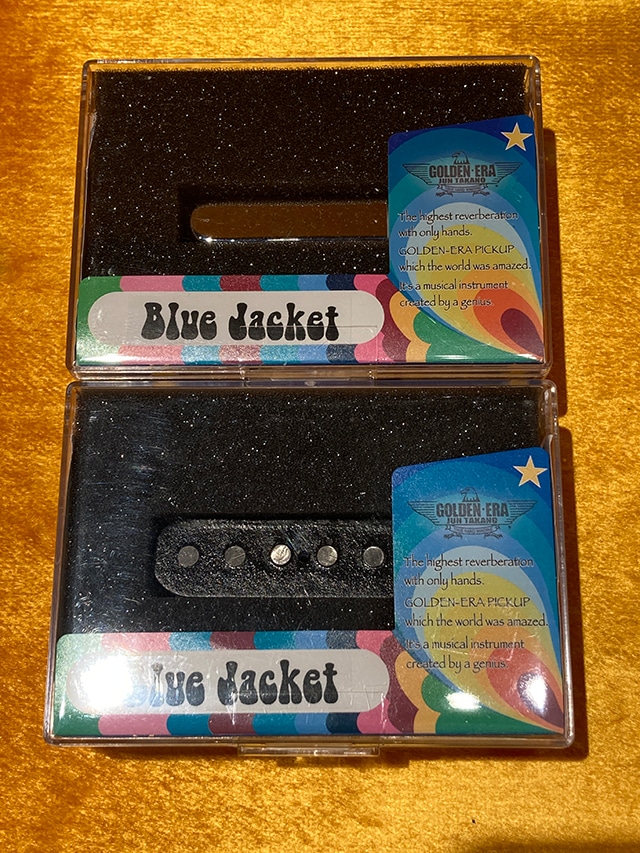 GOLDEN·ERA
JUN TAKANO
The highest reverberation
with only hands.
GOLDEN-ERA PICKUP
which the world was amazed.
It's a musical instrument
created by a genius.
Blue Jacket
GOLDEN·ERA
JUN TAKANO
The highest reverberation
with only hands.
GOLDEN-ERA PICKUP
which the world was amazed.
It's a musical instrument
created by a genius.
Blue Jacket